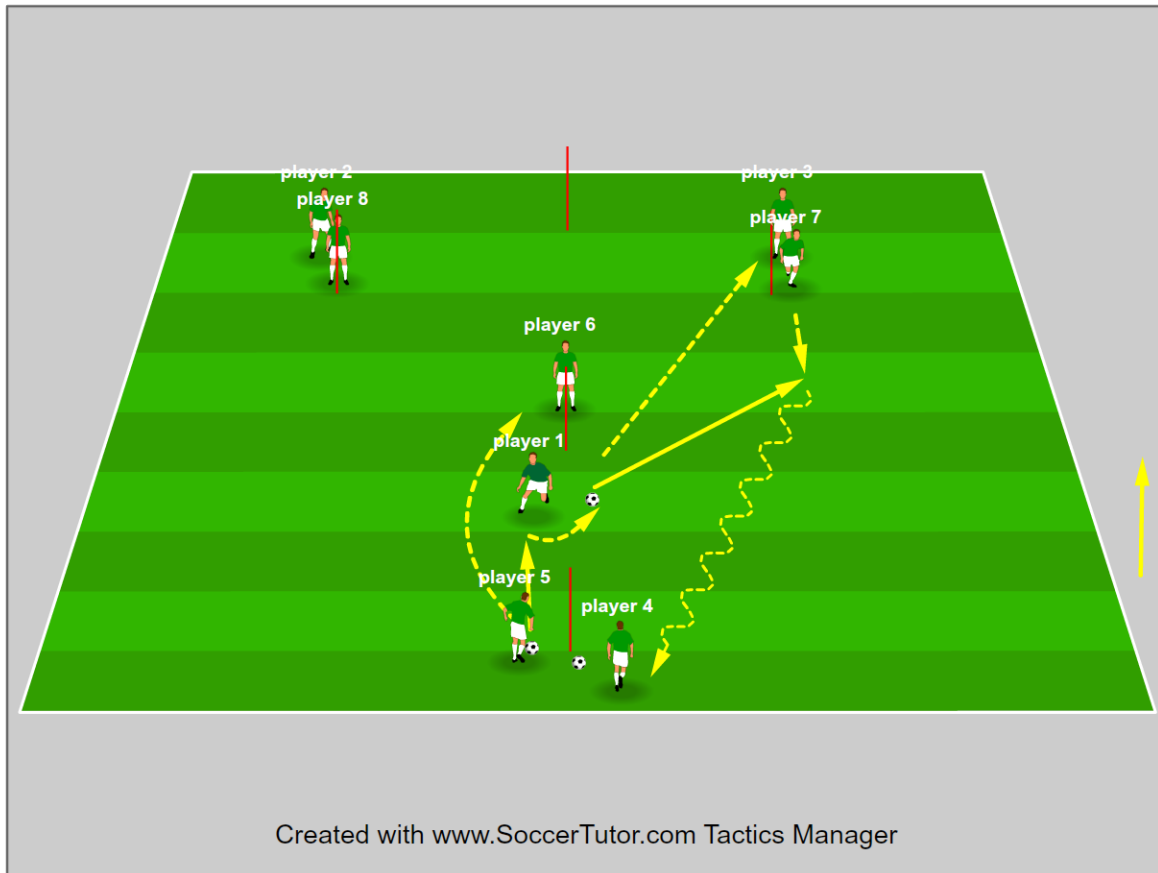 player 2
player 3
player 8
player 7
player 6
player 1
player 5
player 4
Created with www.SoccerTutor.com Tactics Manager